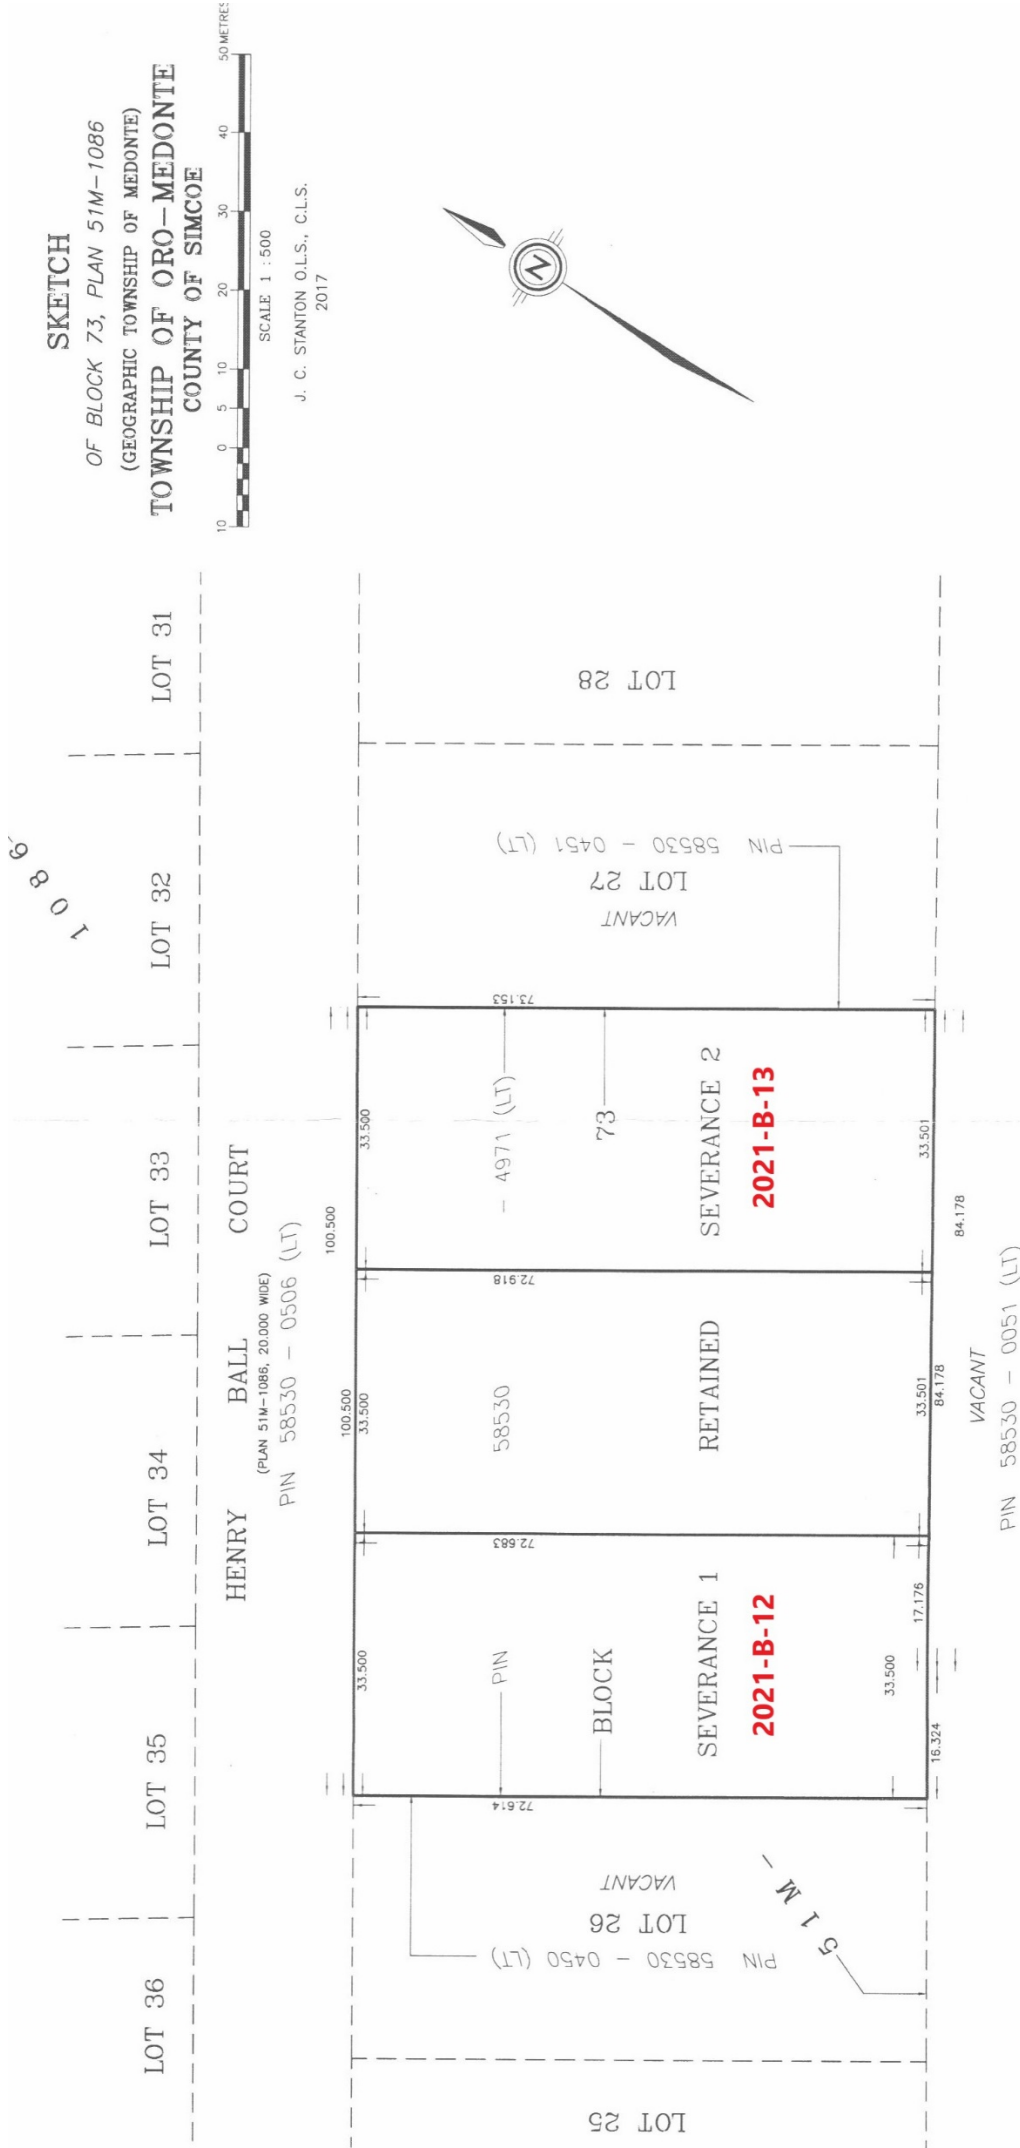 SKETCH
OF BLOCK 73, PLAN 51M-1086
(GEOGRAPHIC TOWNSHIP OF MEDONTE)
TOWNSHIP OF ORO-MEDONTE
COUNTY OF SIMCOE
10 0 5 10 20 30 40 50 METRES
SCALE 1 : 500
J. C. STANTON O.L.S., C.L.S.
2017
N
1086
LOT 36
LOT 35
LOT 34
LOT 33
LOT 32
LOT 31
HENRY BALL COURT
(PLAN 51M-1086, 20.000 WIDE)
PIN 58530 - 0506 (LT)
100.500
100.500
33.500
33.500
33.500
72.614
72.683
72.918
73.153
PIN 58530 - 4971 (LT)
BLOCK 73
SEVERANCE 1
2021-B-12
RETAINED
SEVERANCE 2
2021-B-13
33.500
17.176
33.501
33.501
16.324
84.178
84.178
VACANT
PIN 58530 - 0051 (LT)
LOT 25
PIN 58530 - 0450 (LT)
LOT 26
VACANT
51M -
PIN 58530 - 0451 (LT)
LOT 27
VACANT
LOT 28